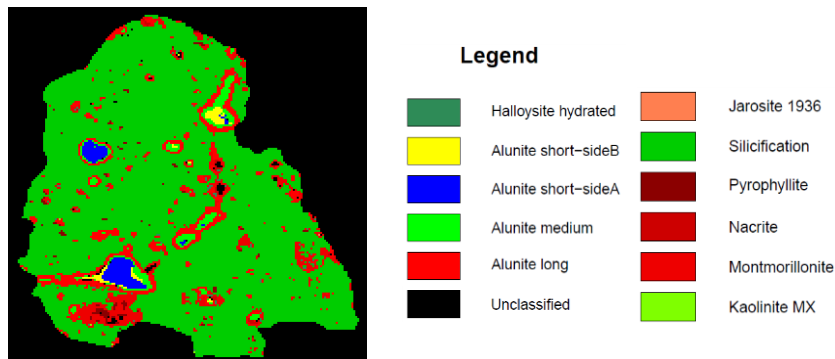 Legend
Halloysite hydrated
Alunite short-sideB
Alunite short-sideA
Alunite medium
Alunite long
Unclassified
Jarosite 1936
Silicification
Pyrophyllite
Nacrite
Montmorillonite
Kaolinite MX